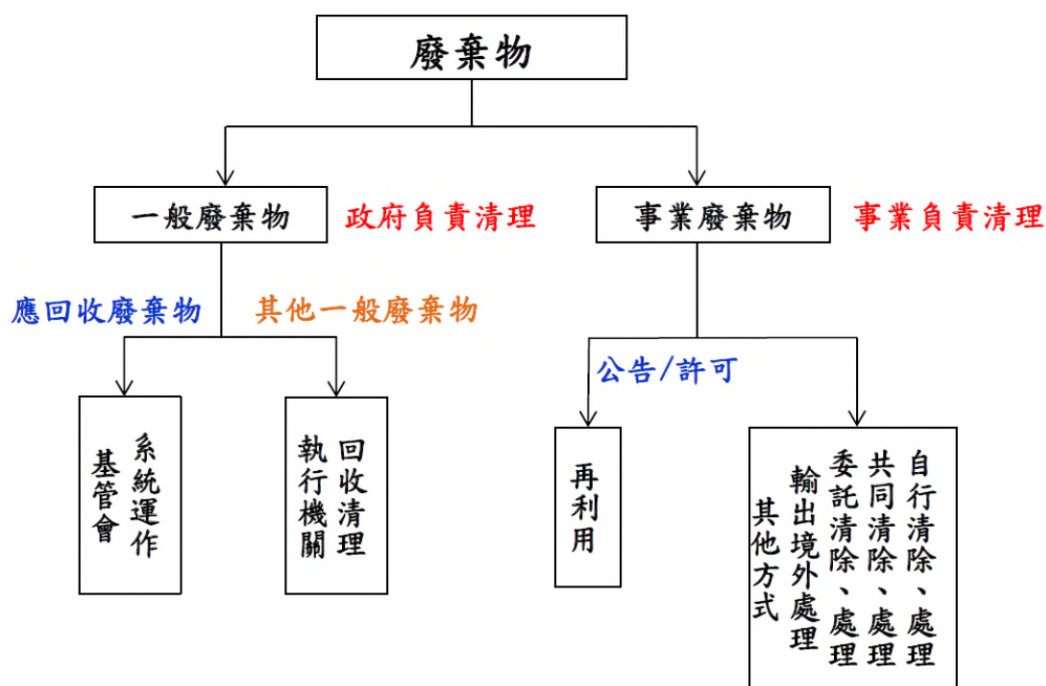 廢棄物
一般廢棄物
政府負責清理
事業廢棄物
事業負責清理
應回收廢棄物
其他一般廢棄物
公告/許可
系統運作
基管會
回收清理
執行機關
再利用
自行清除、處理
共同清除、處理
委託清除、處理
輸出境外處理
其他方式